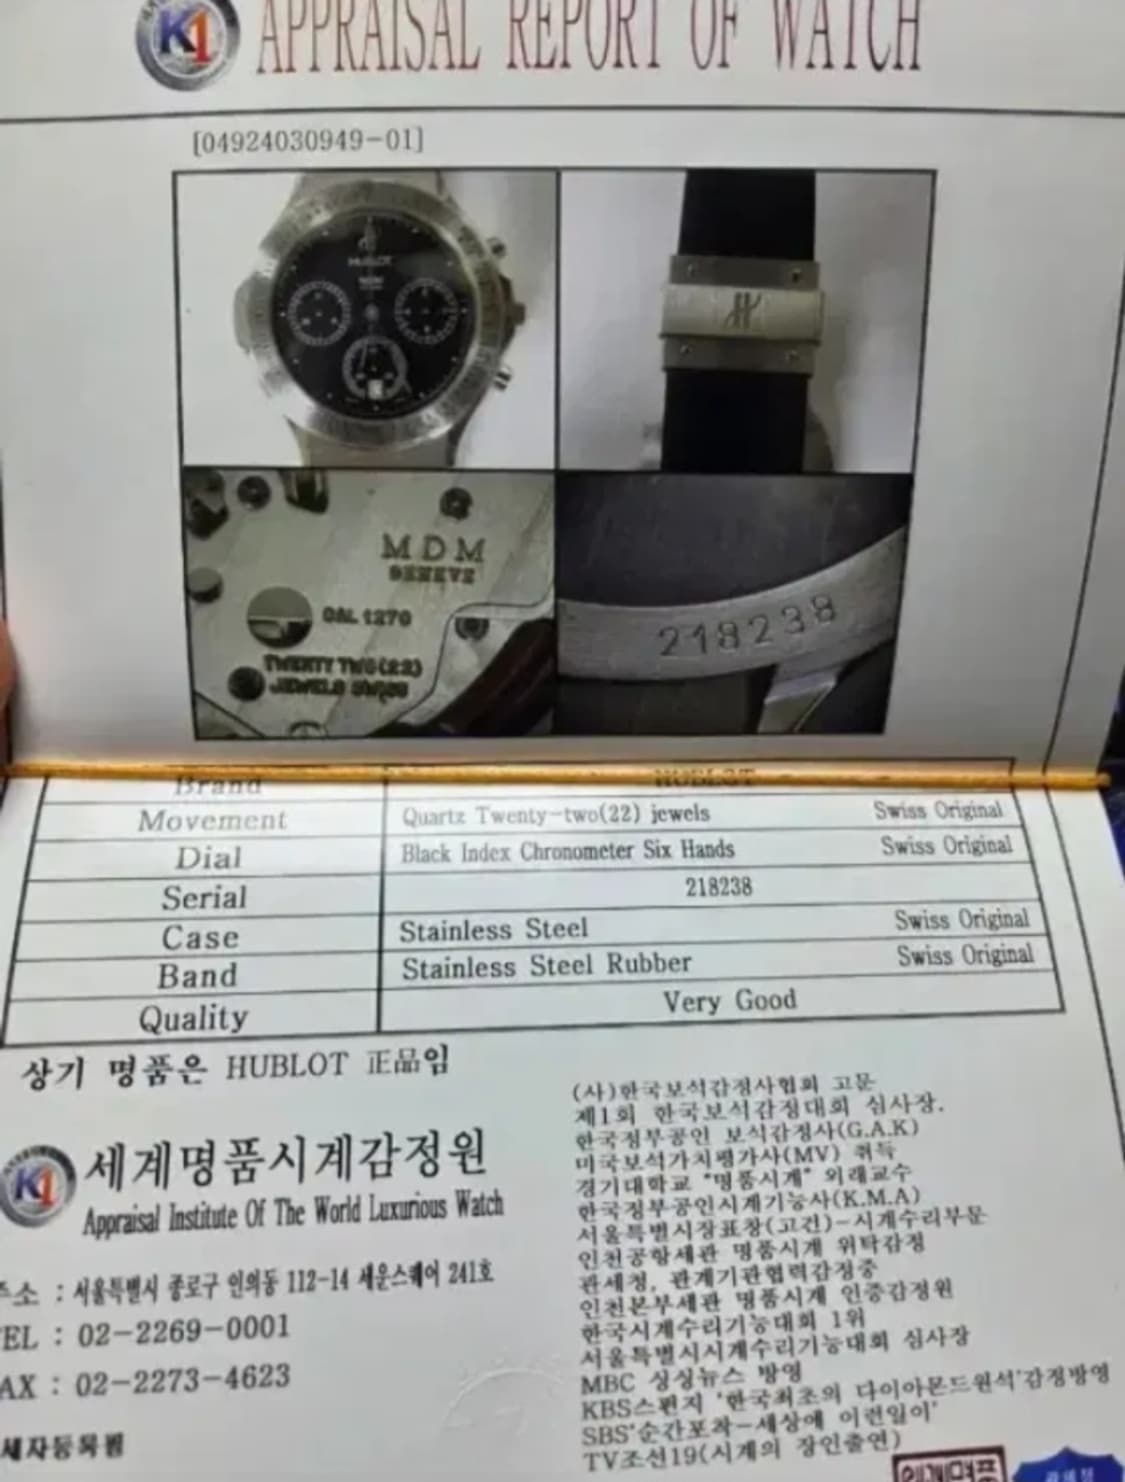 K1 APPRAISAL REPORT OF WATCH
[04924030949-01]
HUBLOT
H
MDM
GENEVE
CAL 1270
TWENTY TWO (22)
JEWELS SWISS
218238
Brand HUBLOT
Movement Quartz Twenty-two(22) jewels Swiss Original
Dial Black Index Chronometer Six Hands Swiss Original
Serial 218238
Case Stainless Steel Swiss Original
Band Stainless Steel Rubber Swiss Original
Quality Very Good
상기 명품은 HUBLOT 正品임
K1 세계명품시계감정원
Appraisal Institute Of The World Luxurious Watch
주소 : 서울특별시 종로구 인의동 112-14 세운스퀘어 241호
TEL : 02-2269-0001
FAX : 02-2273-4623
(사)한국보석감정사협회 고문
제1회 한국보석감정대회 심사장.
한국정부공인 보석감정사(G.A.K)
미국보석가치평가사(MV) 취득
경기대학교 "명품시계" 외래교수
한국정부공인시계기능사(K.M.A)
서울특별시장표창(고건)-시계수리부문
인천공항세관 명품시계 위탁감정
관세청, 관계기관협력감정중
인천본부세관 명품시계 인증감정원
한국시계수리기능대회 1위
서울특별시시계수리기능대회 심사장
MBC 싱싱뉴스 방영
KBS스펀지 '한국최초의 다이아몬드원석'감정방영
SBS'순간포착-세상에 이런일이'
TV조선19(시계의 장인출연)